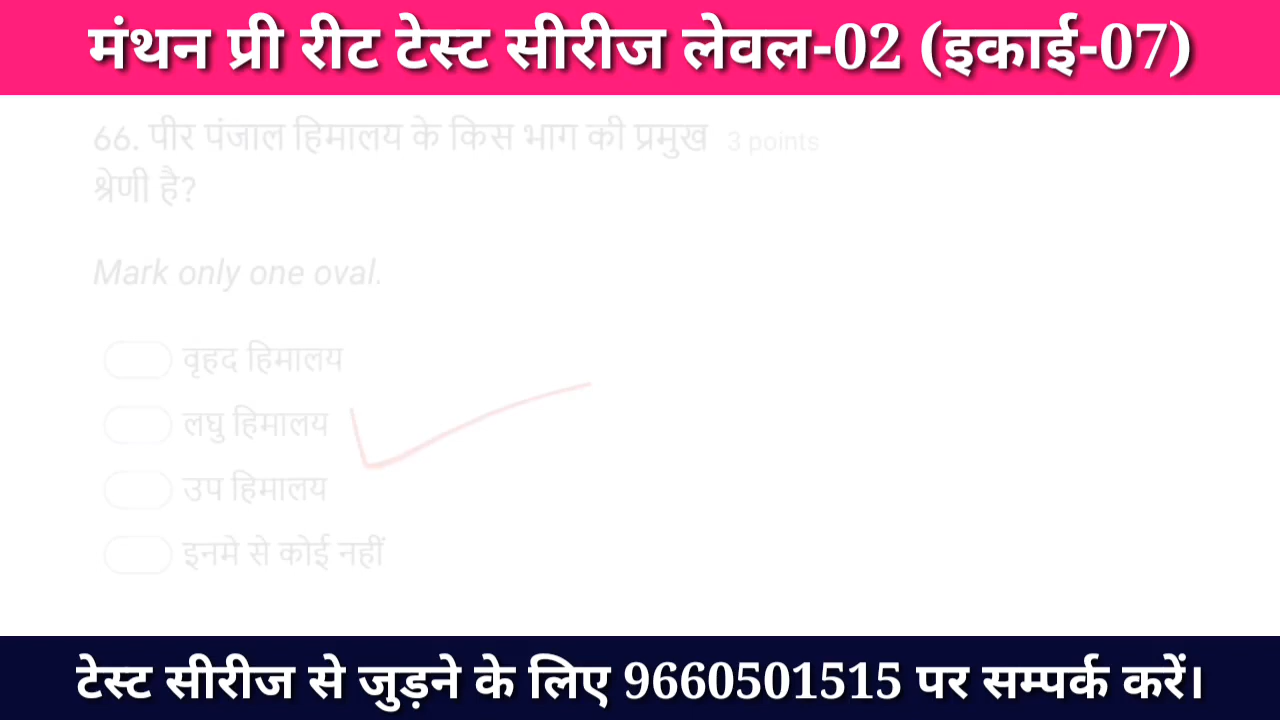 मंथन प्री रीट टेस्ट सीरीज लेवल-02 (इकाई-07)
66. पीर पंजाल हिमालय के किस भाग की प्रमुख 3 points
श्रेणी है?
Mark only one oval.
वृहद हिमालय
लघु हिमालय
उप हिमालय
इनमे से कोई नहीं
टेस्ट सीरीज से जुड़ने के लिए 9660501515 पर सम्पर्क करें।